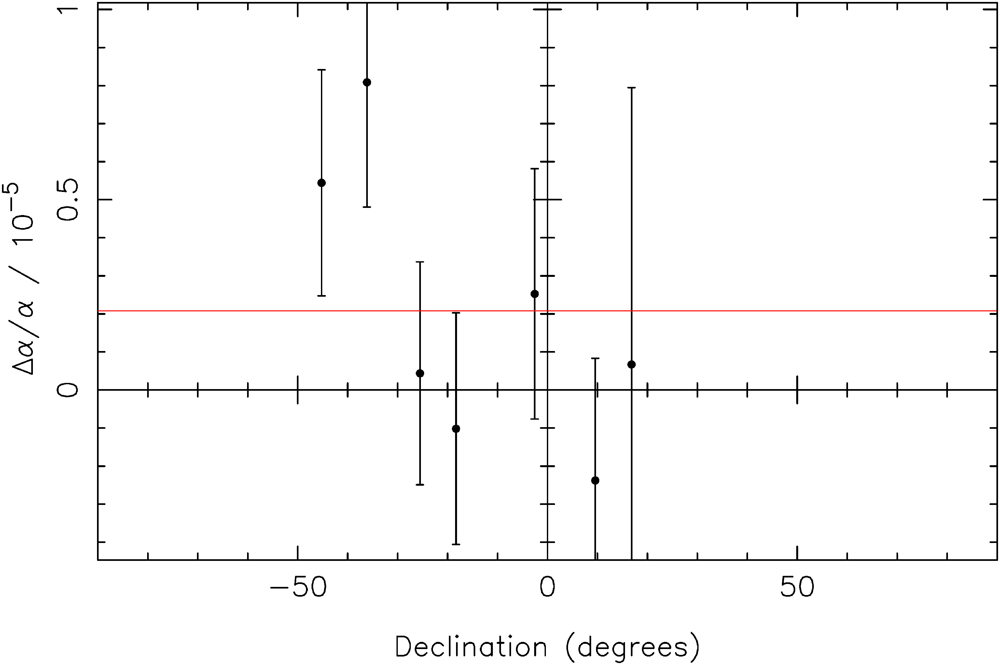 Δα/α / 10⁻⁵
1
0.5
0
−50 0 50
Declination (degrees)